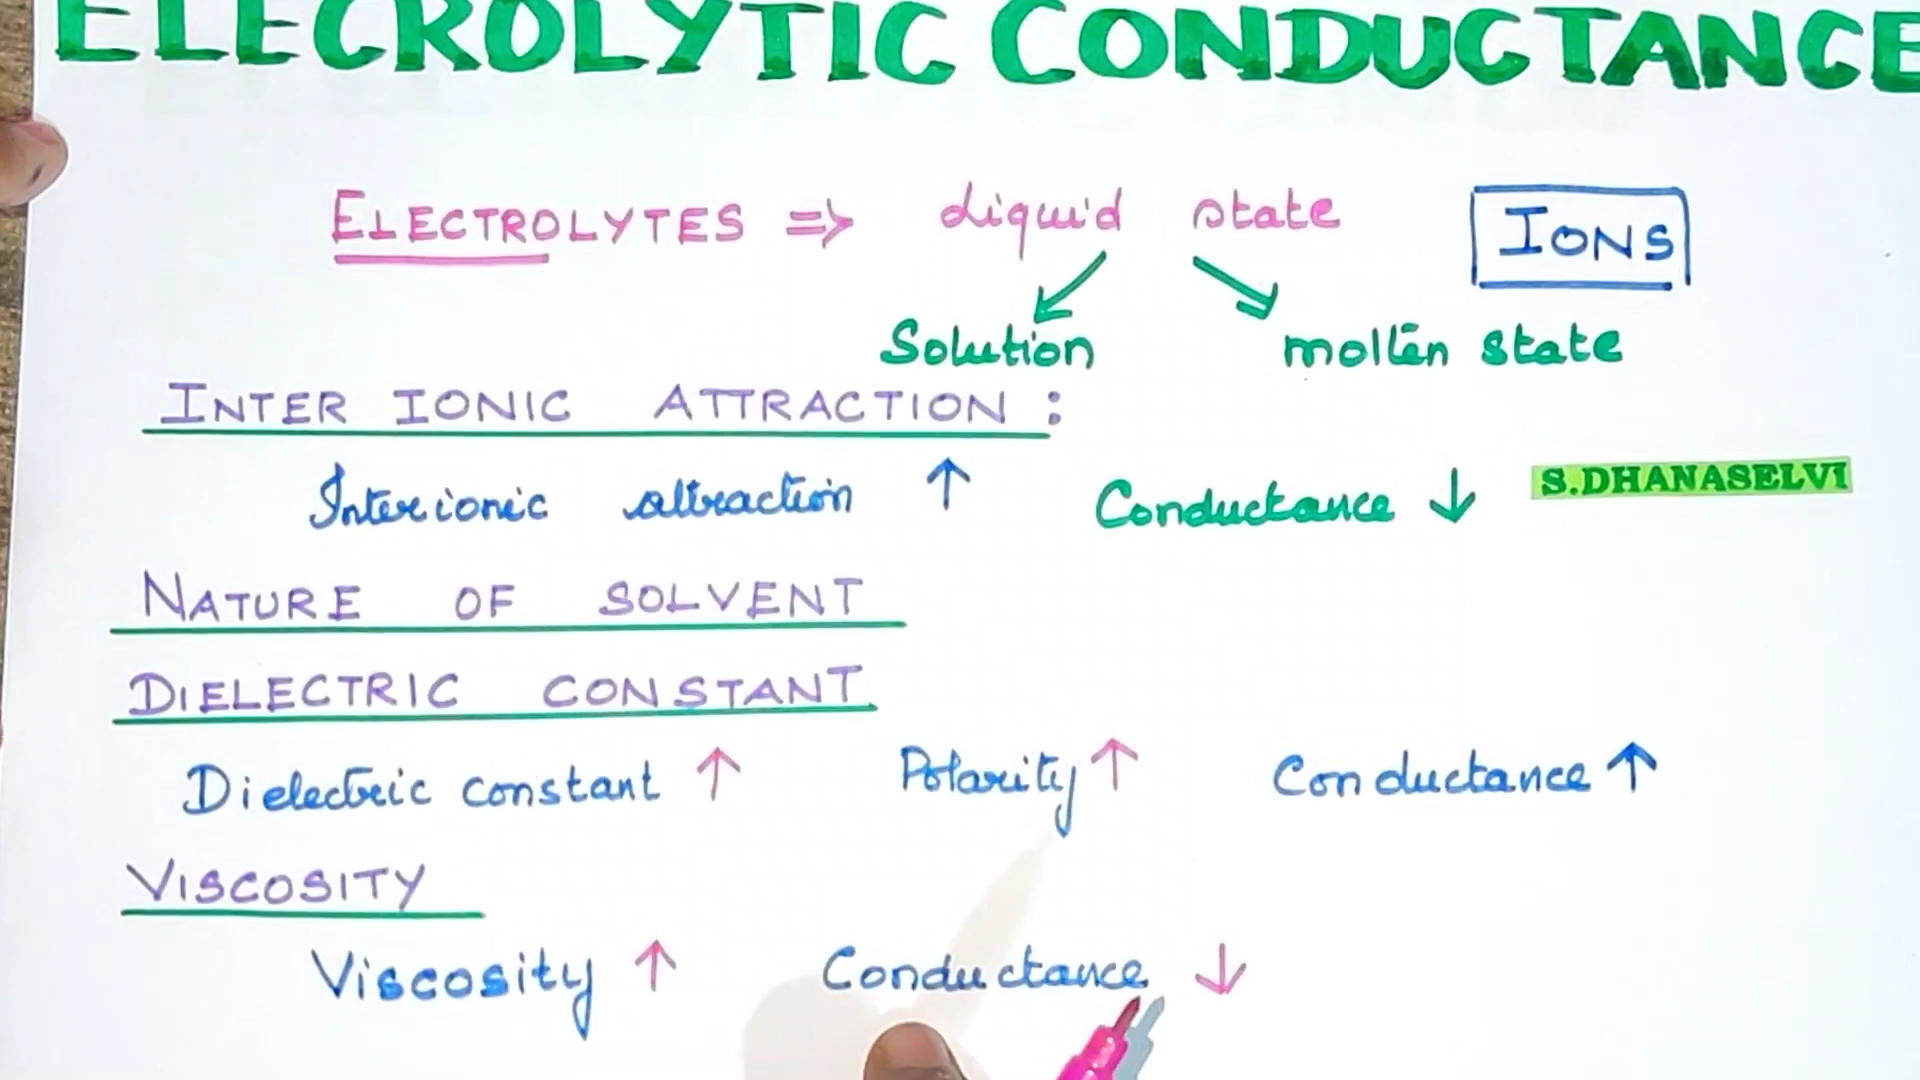 ELECROLYTIC CONDUCTANCE
ELECTROLYTES => Liquid state IONS
Solution molten state
INTER IONIC ATTRACTION :
Interionic attraction ↑ Conductance ↓ S.DHANASELVI
NATURE OF SOLVENT
DIELECTRIC CONSTANT
Dielectric constant ↑ Polarity ↑ Conductance ↑
VISCOSITY
Viscosity ↑ Conductance ↓